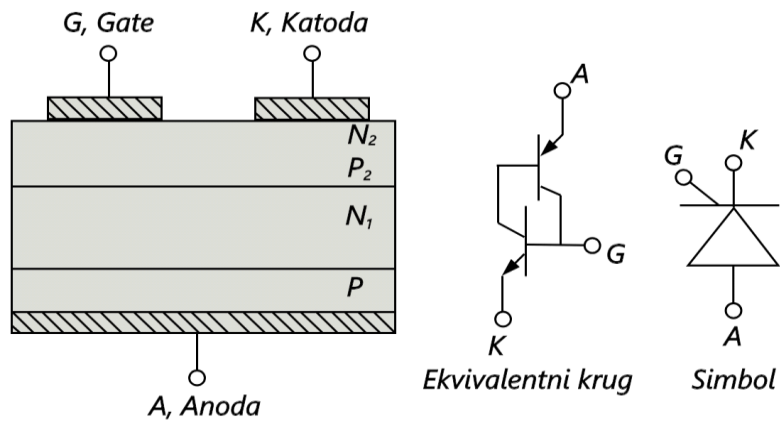 G, Gate
K, Katoda
N₂
P₂
N₁
P
A, Anoda
A
G
K
Ekvivalentni krug
G
K
A
Simbol